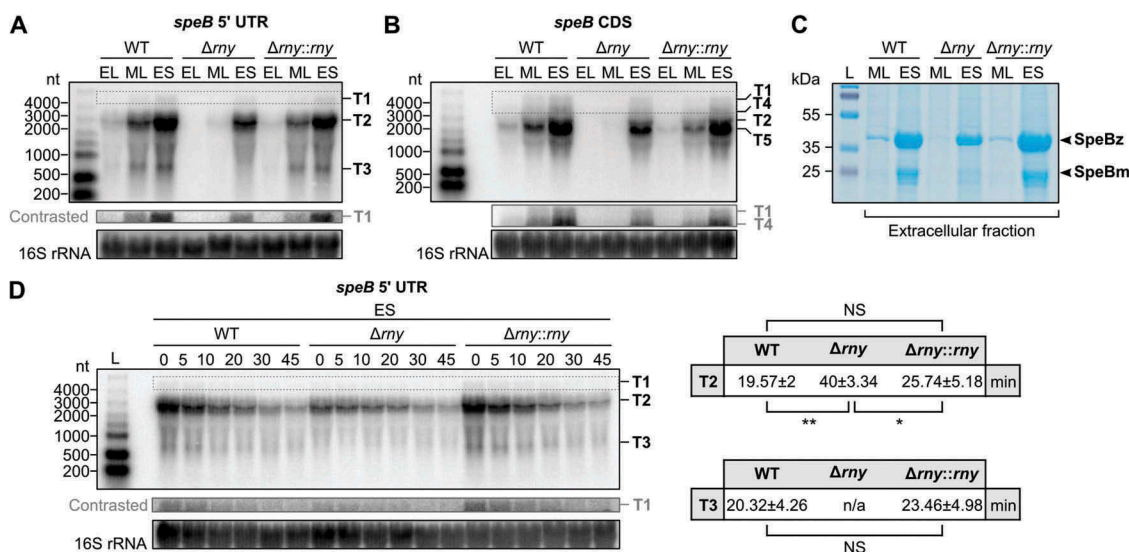 A
speB 5' UTR
WT Δrny Δrny::rny
nt EL ML ES EL ML ES EL ML ES
4000
3000
2000
1000
500
200
T1
T2
T3
Contrasted T1
16S rRNA
B
speB CDS
WT Δrny Δrny::rny
nt EL ML ES EL ML ES EL ML ES
4000
3000
2000
1000
500
200
T1
T4
T2
T5
T1
T4
16S rRNA
C
WT Δrny Δrny::rny
kDa L ML ES ML ES ML ES
55
35
25
SpeBz
SpeBm
Extracellular fraction
D
speB 5' UTR
ES
WT Δrny Δrny::rny
nt L 0 5 10 20 30 45 0 5 10 20 30 45 0 5 10 20 30 45
4000
3000
2000
1000
500
200
T1
T2
T3
Contrasted T1
16S rRNA
NS
WT Δrny Δrny::rny
T2 19.57±2 40±3.34 25.74±5.18 min
** *
WT Δrny Δrny::rny
T3 20.32±4.26 n/a 23.46±4.98 min
NS